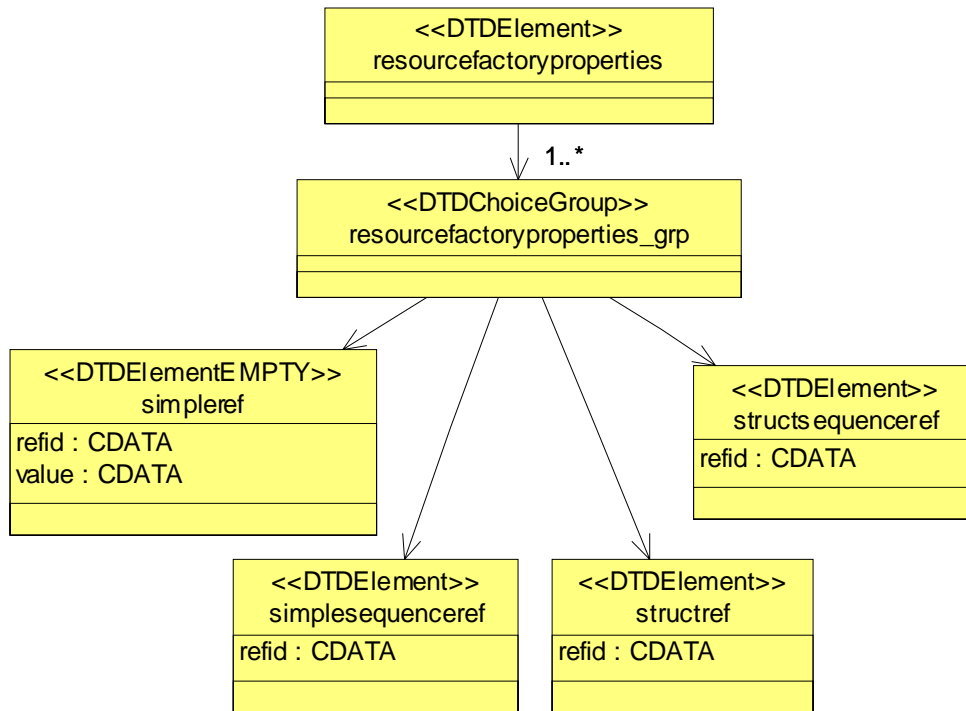 <<DTDElement>>
resourcefactoryproperties
1..*
<<DTDChoiceGroup>>
resourcefactoryproperties_grp
<<DTDElementEMPTY>>
simpleref
refid : CDATA
value : CDATA
<<DTDElement>>
structsequenceref
refid : CDATA
<<DTDElement>>
simplesequenceref
refid : CDATA
<<DTDElement>>
structref
refid : CDATA